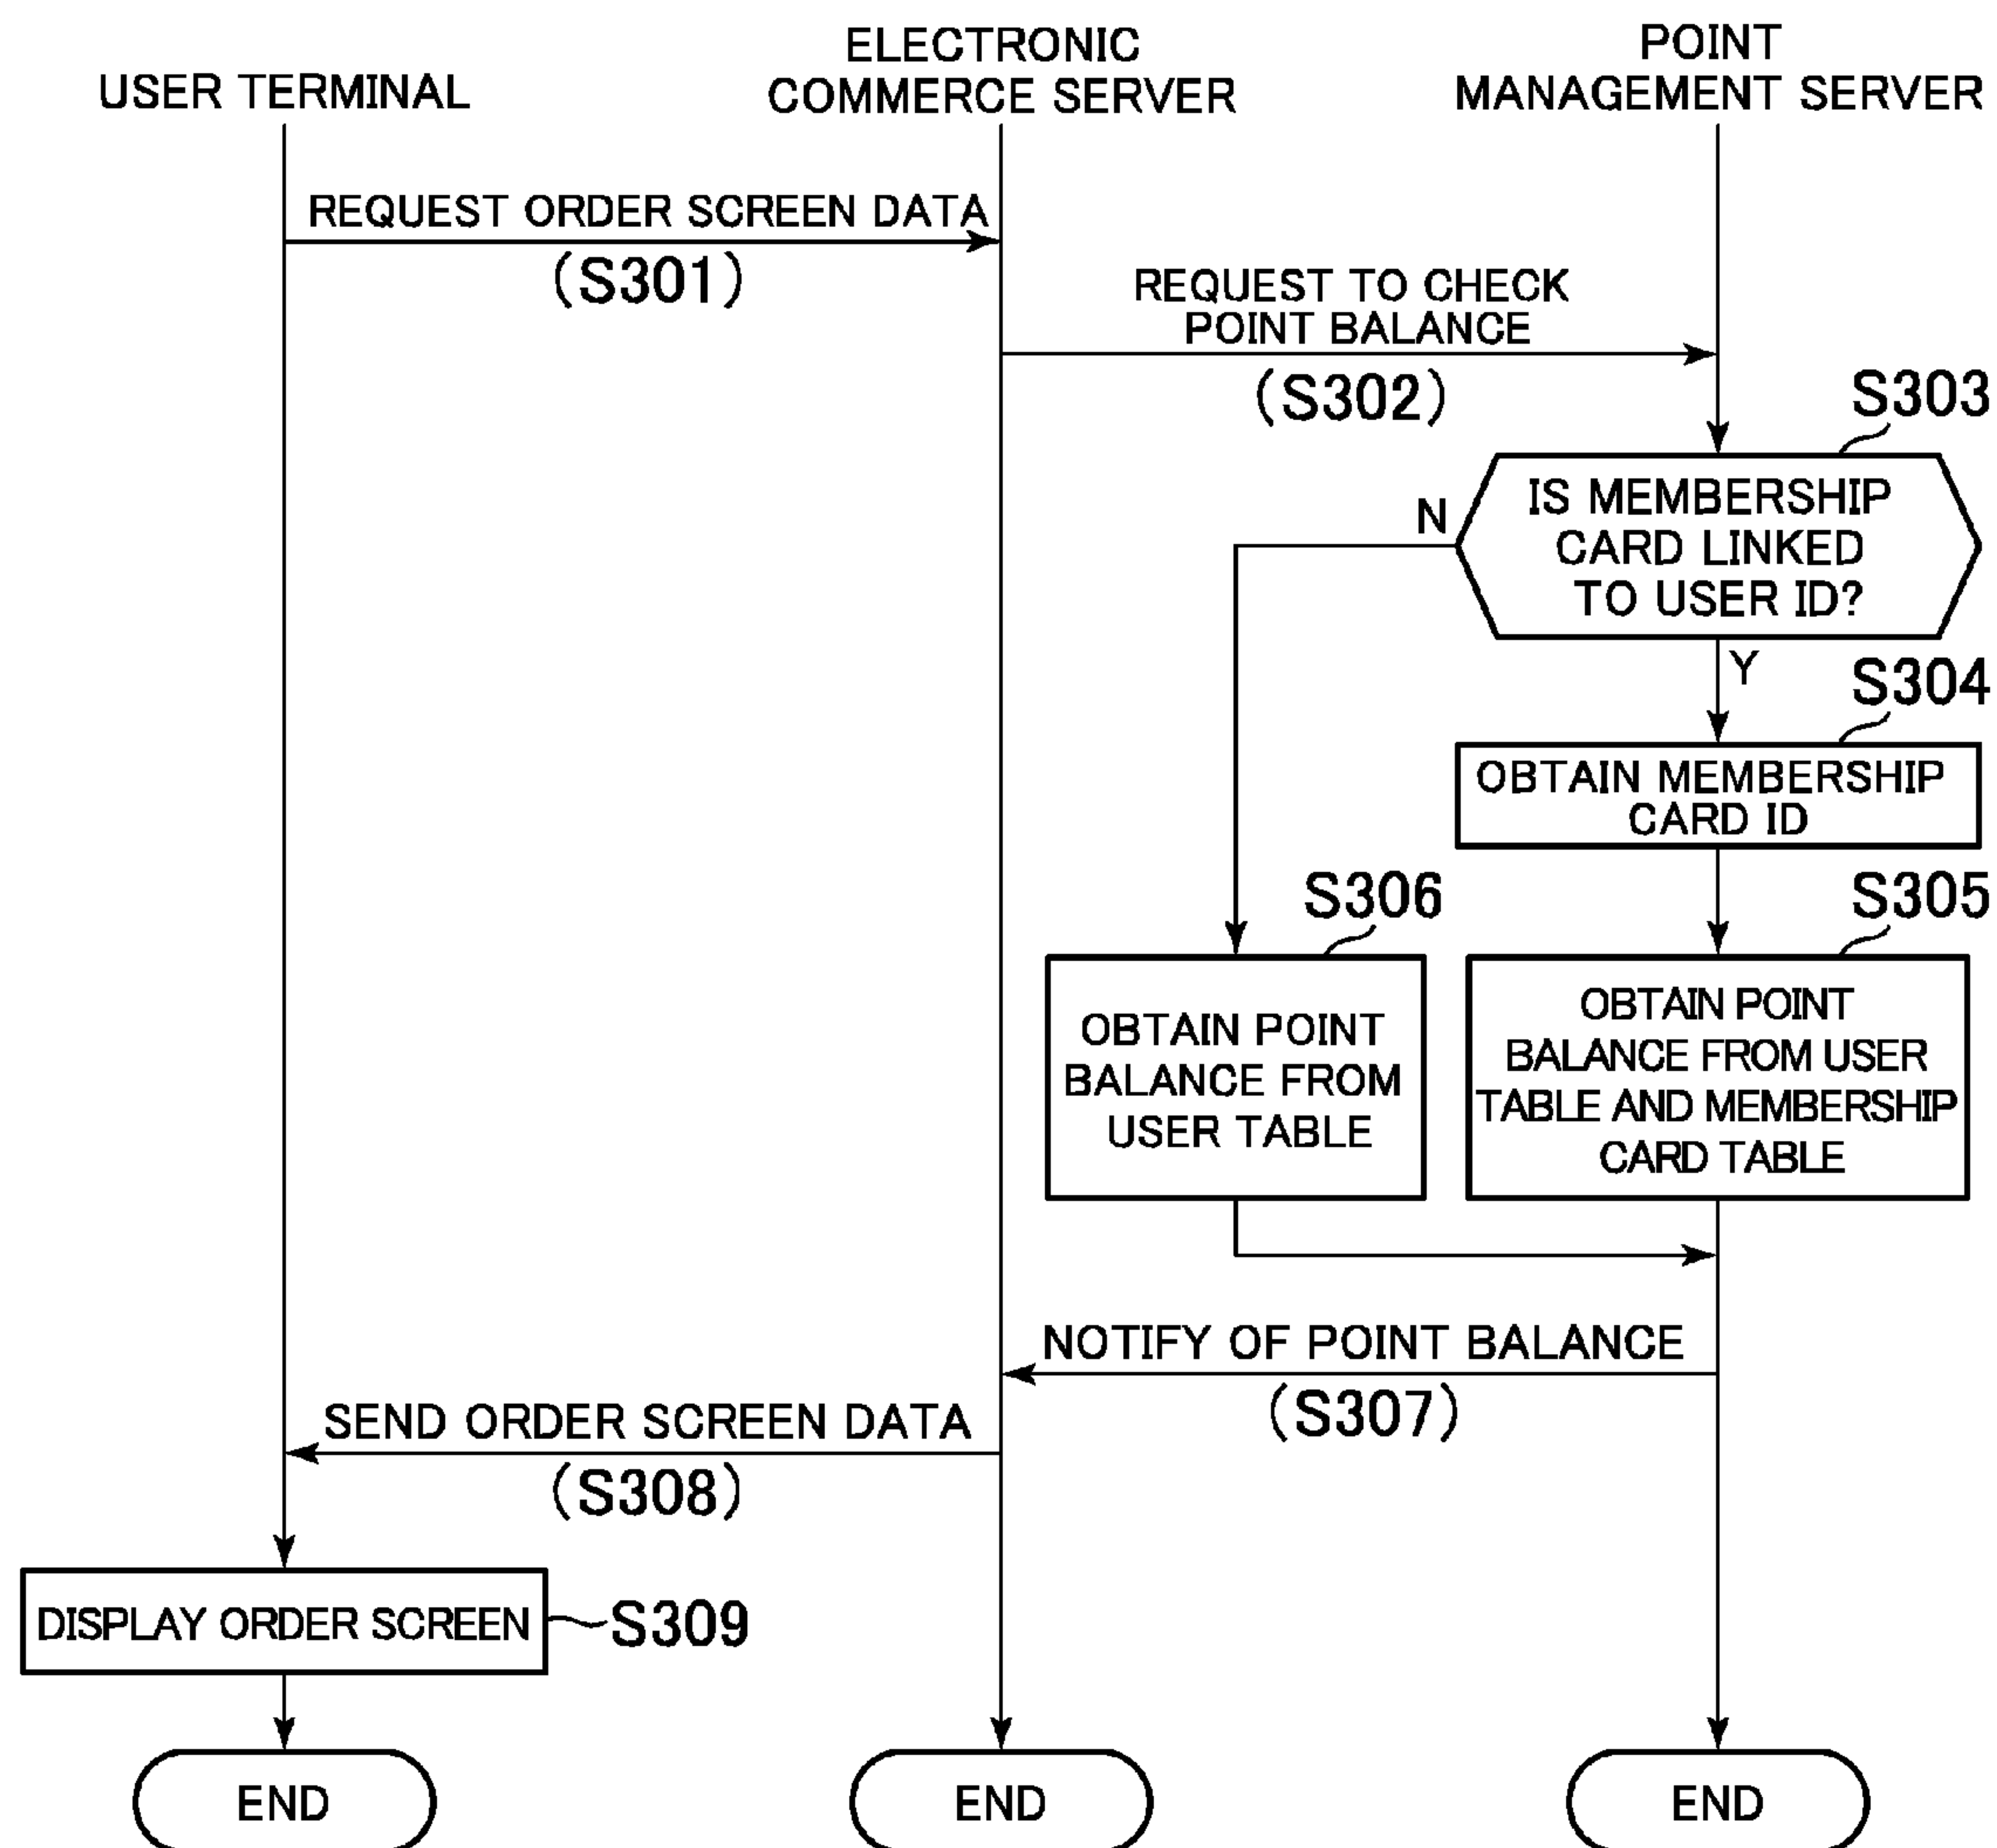 USER TERMINAL
ELECTRONIC
COMMERCE SERVER
POINT
MANAGEMENT SERVER
REQUEST ORDER SCREEN DATA
(S301)
REQUEST TO CHECK
POINT BALANCE
(S302)
S303
IS MEMBERSHIP
CARD LINKED
TO USER ID?
N
Y
S304
OBTAIN MEMBERSHIP
CARD ID
S306
OBTAIN POINT
BALANCE FROM
USER TABLE
S305
OBTAIN POINT
BALANCE FROM USER
TABLE AND MEMBERSHIP
CARD TABLE
NOTIFY OF POINT BALANCE
(S307)
SEND ORDER SCREEN DATA
(S308)
DISPLAY ORDER SCREEN
S309
END
END
END